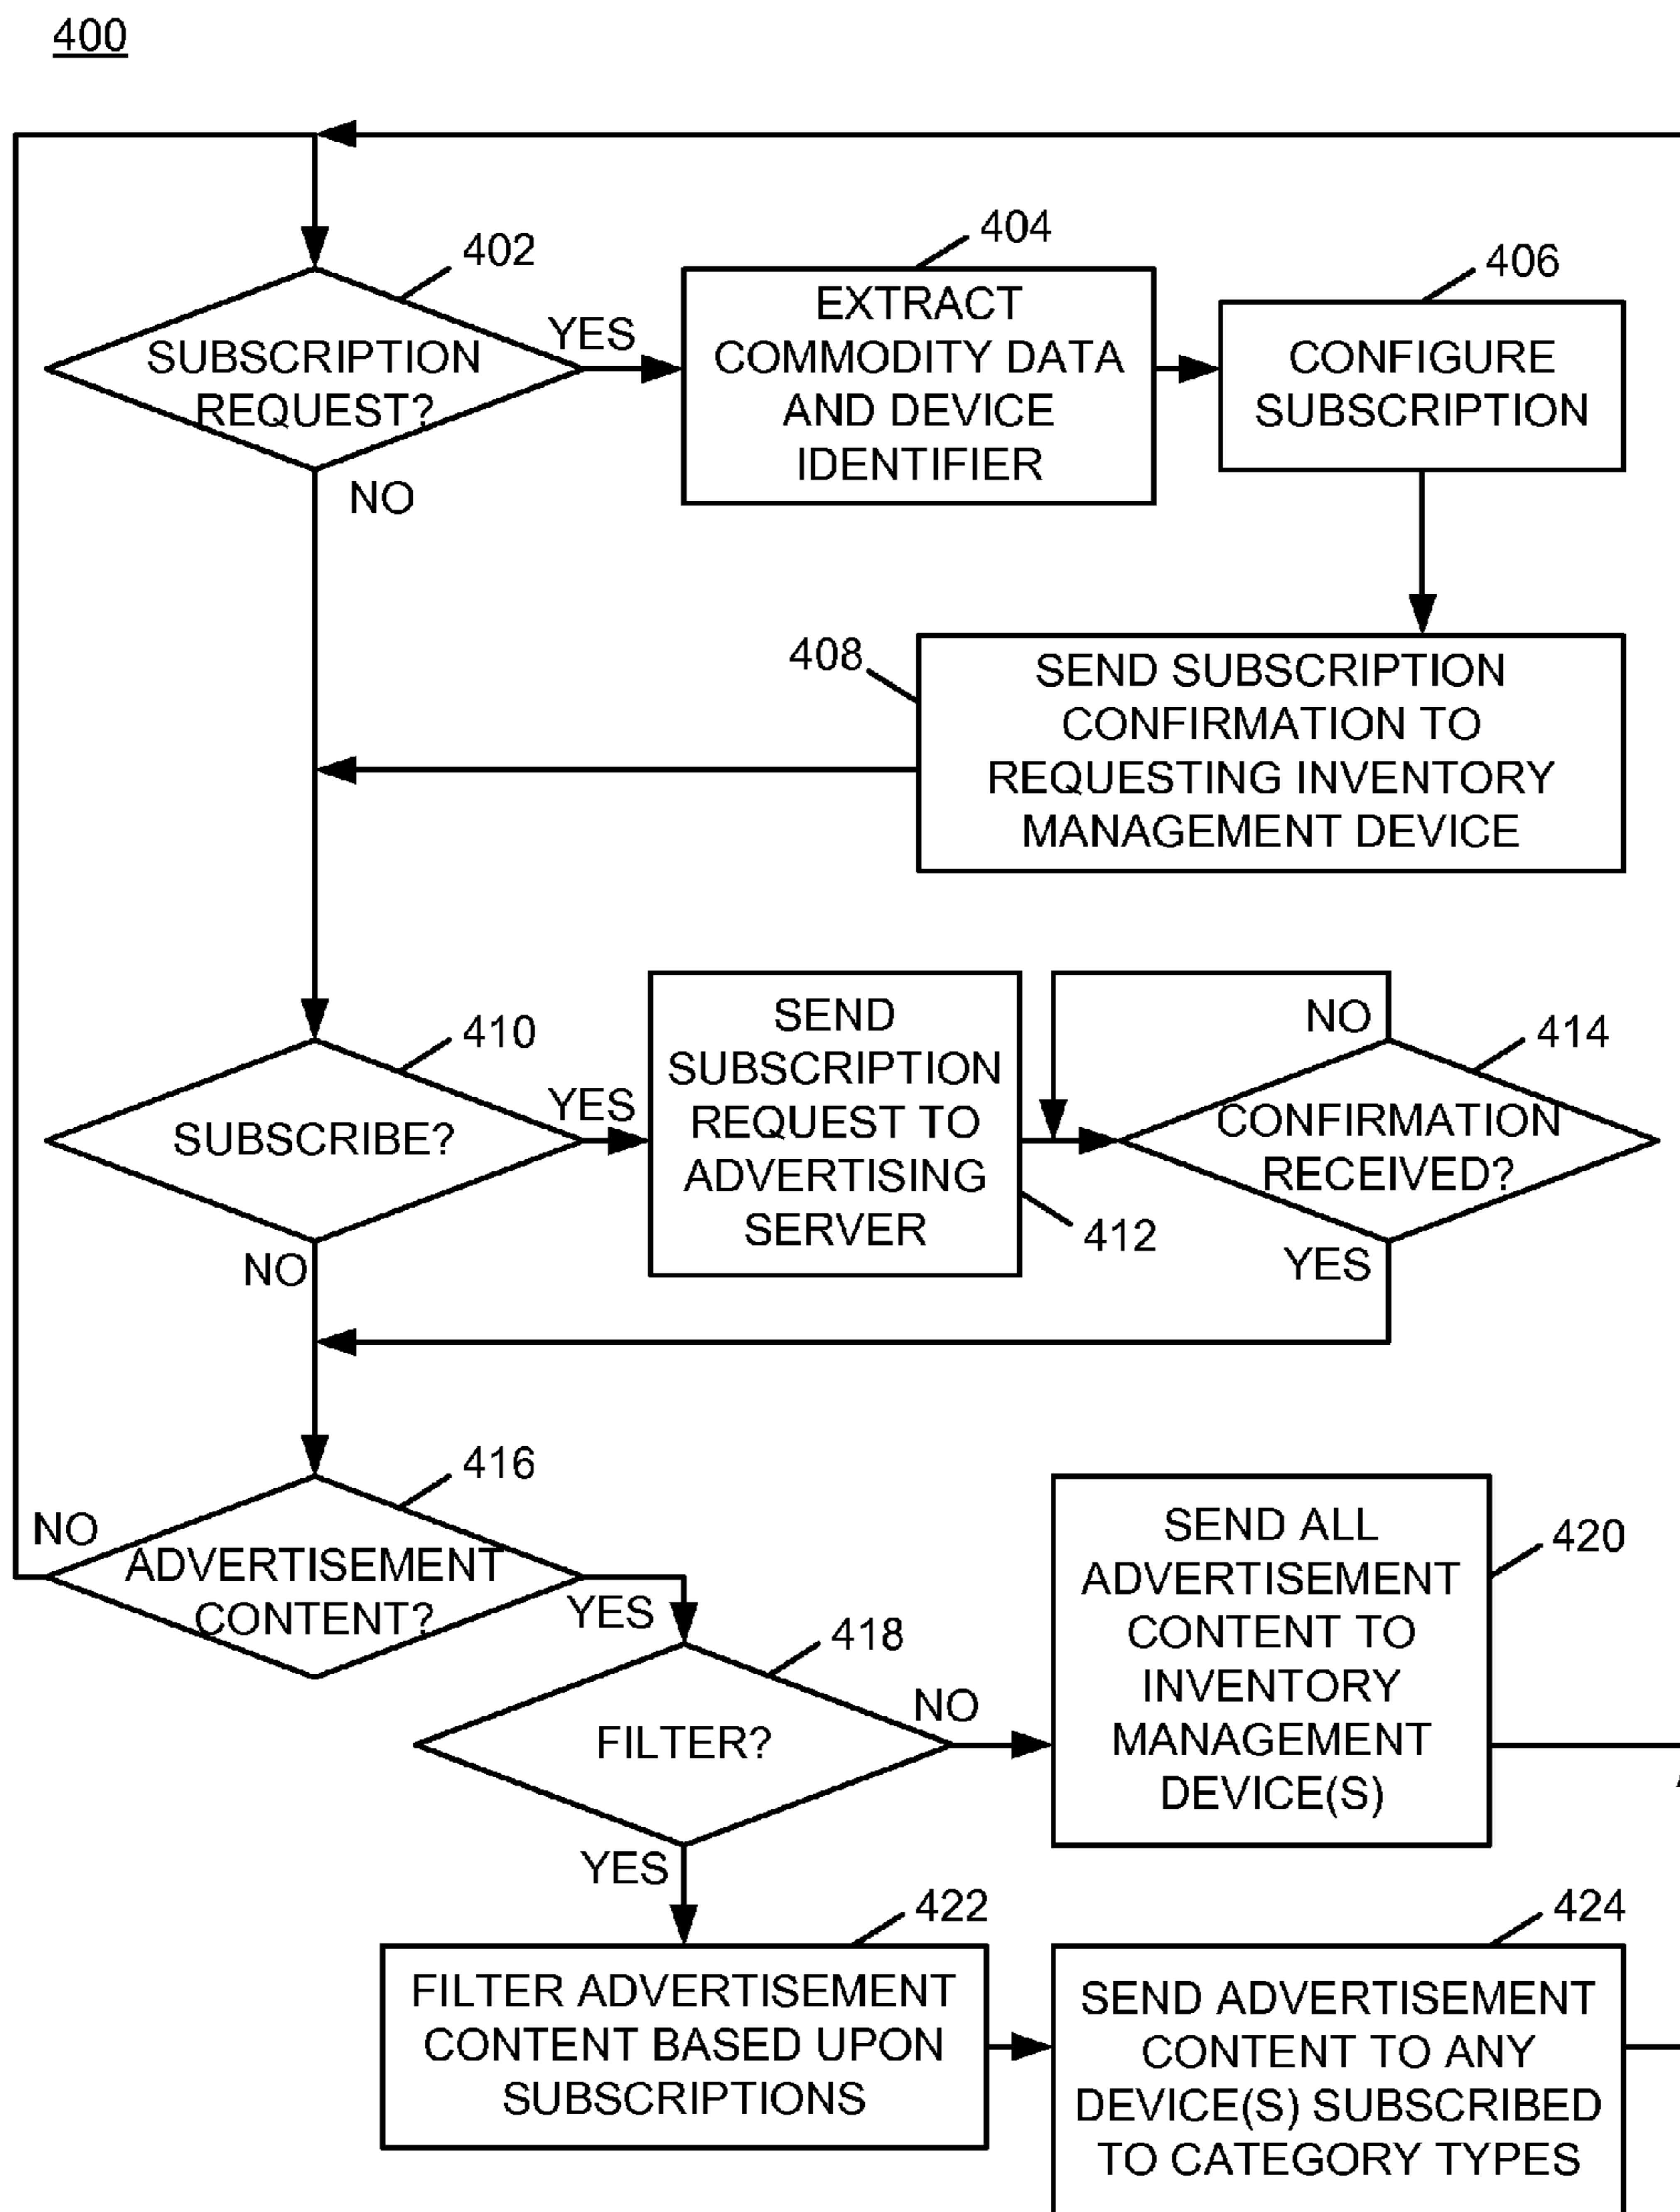 400
402
SUBSCRIPTION
REQUEST?
YES
NO
404
EXTRACT
COMMODITY DATA
AND DEVICE
IDENTIFIER
406
CONFIGURE
SUBSCRIPTION
408
SEND SUBSCRIPTION
CONFIRMATION TO
REQUESTING INVENTORY
MANAGEMENT DEVICE
410
SUBSCRIBE?
YES
NO
SEND
SUBSCRIPTION
REQUEST TO
ADVERTISING
SERVER
412
NO
414
CONFIRMATION
RECEIVED?
YES
416
NO
ADVERTISEMENT
CONTENT?
YES
418
FILTER?
NO
YES
SEND ALL
ADVERTISEMENT
CONTENT TO
INVENTORY
MANAGEMENT
DEVICE(S)
420
422
FILTER ADVERTISEMENT
CONTENT BASED UPON
SUBSCRIPTIONS
424
SEND ADVERTISEMENT
CONTENT TO ANY
DEVICE(S) SUBSCRIBED
TO CATEGORY TYPES